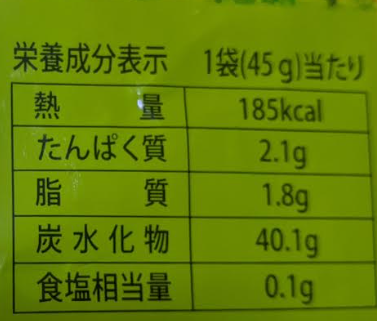 栄養成分表示 1袋(45g)当たり
熱量 185kcal
たんぱく質 2.1g
脂質 1.8g
炭水化物 40.1g
食塩相当量 0.1g